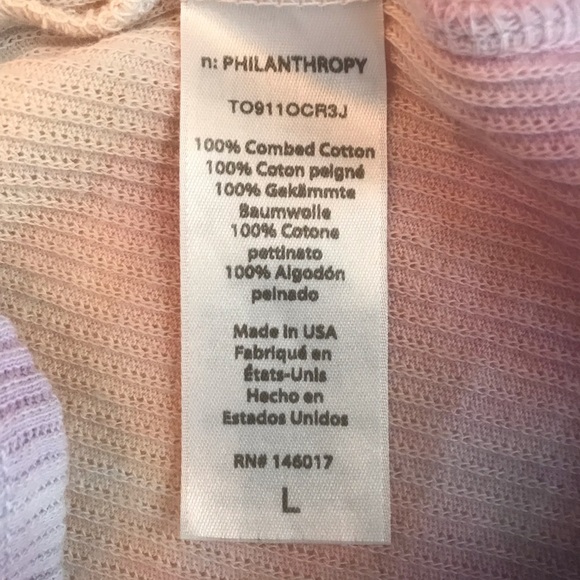 n: PHILANTHROPY
TO911OCR3J
100% Combed Cotton
100% Coton peigné
100% Gekämmte
Baumwolle
100% Cotone
pettinato
100% Algodón
peinado
Made in USA
Fabriqué en
États-Unis
Hecho en
Estados Unidos
RN# 146017
L